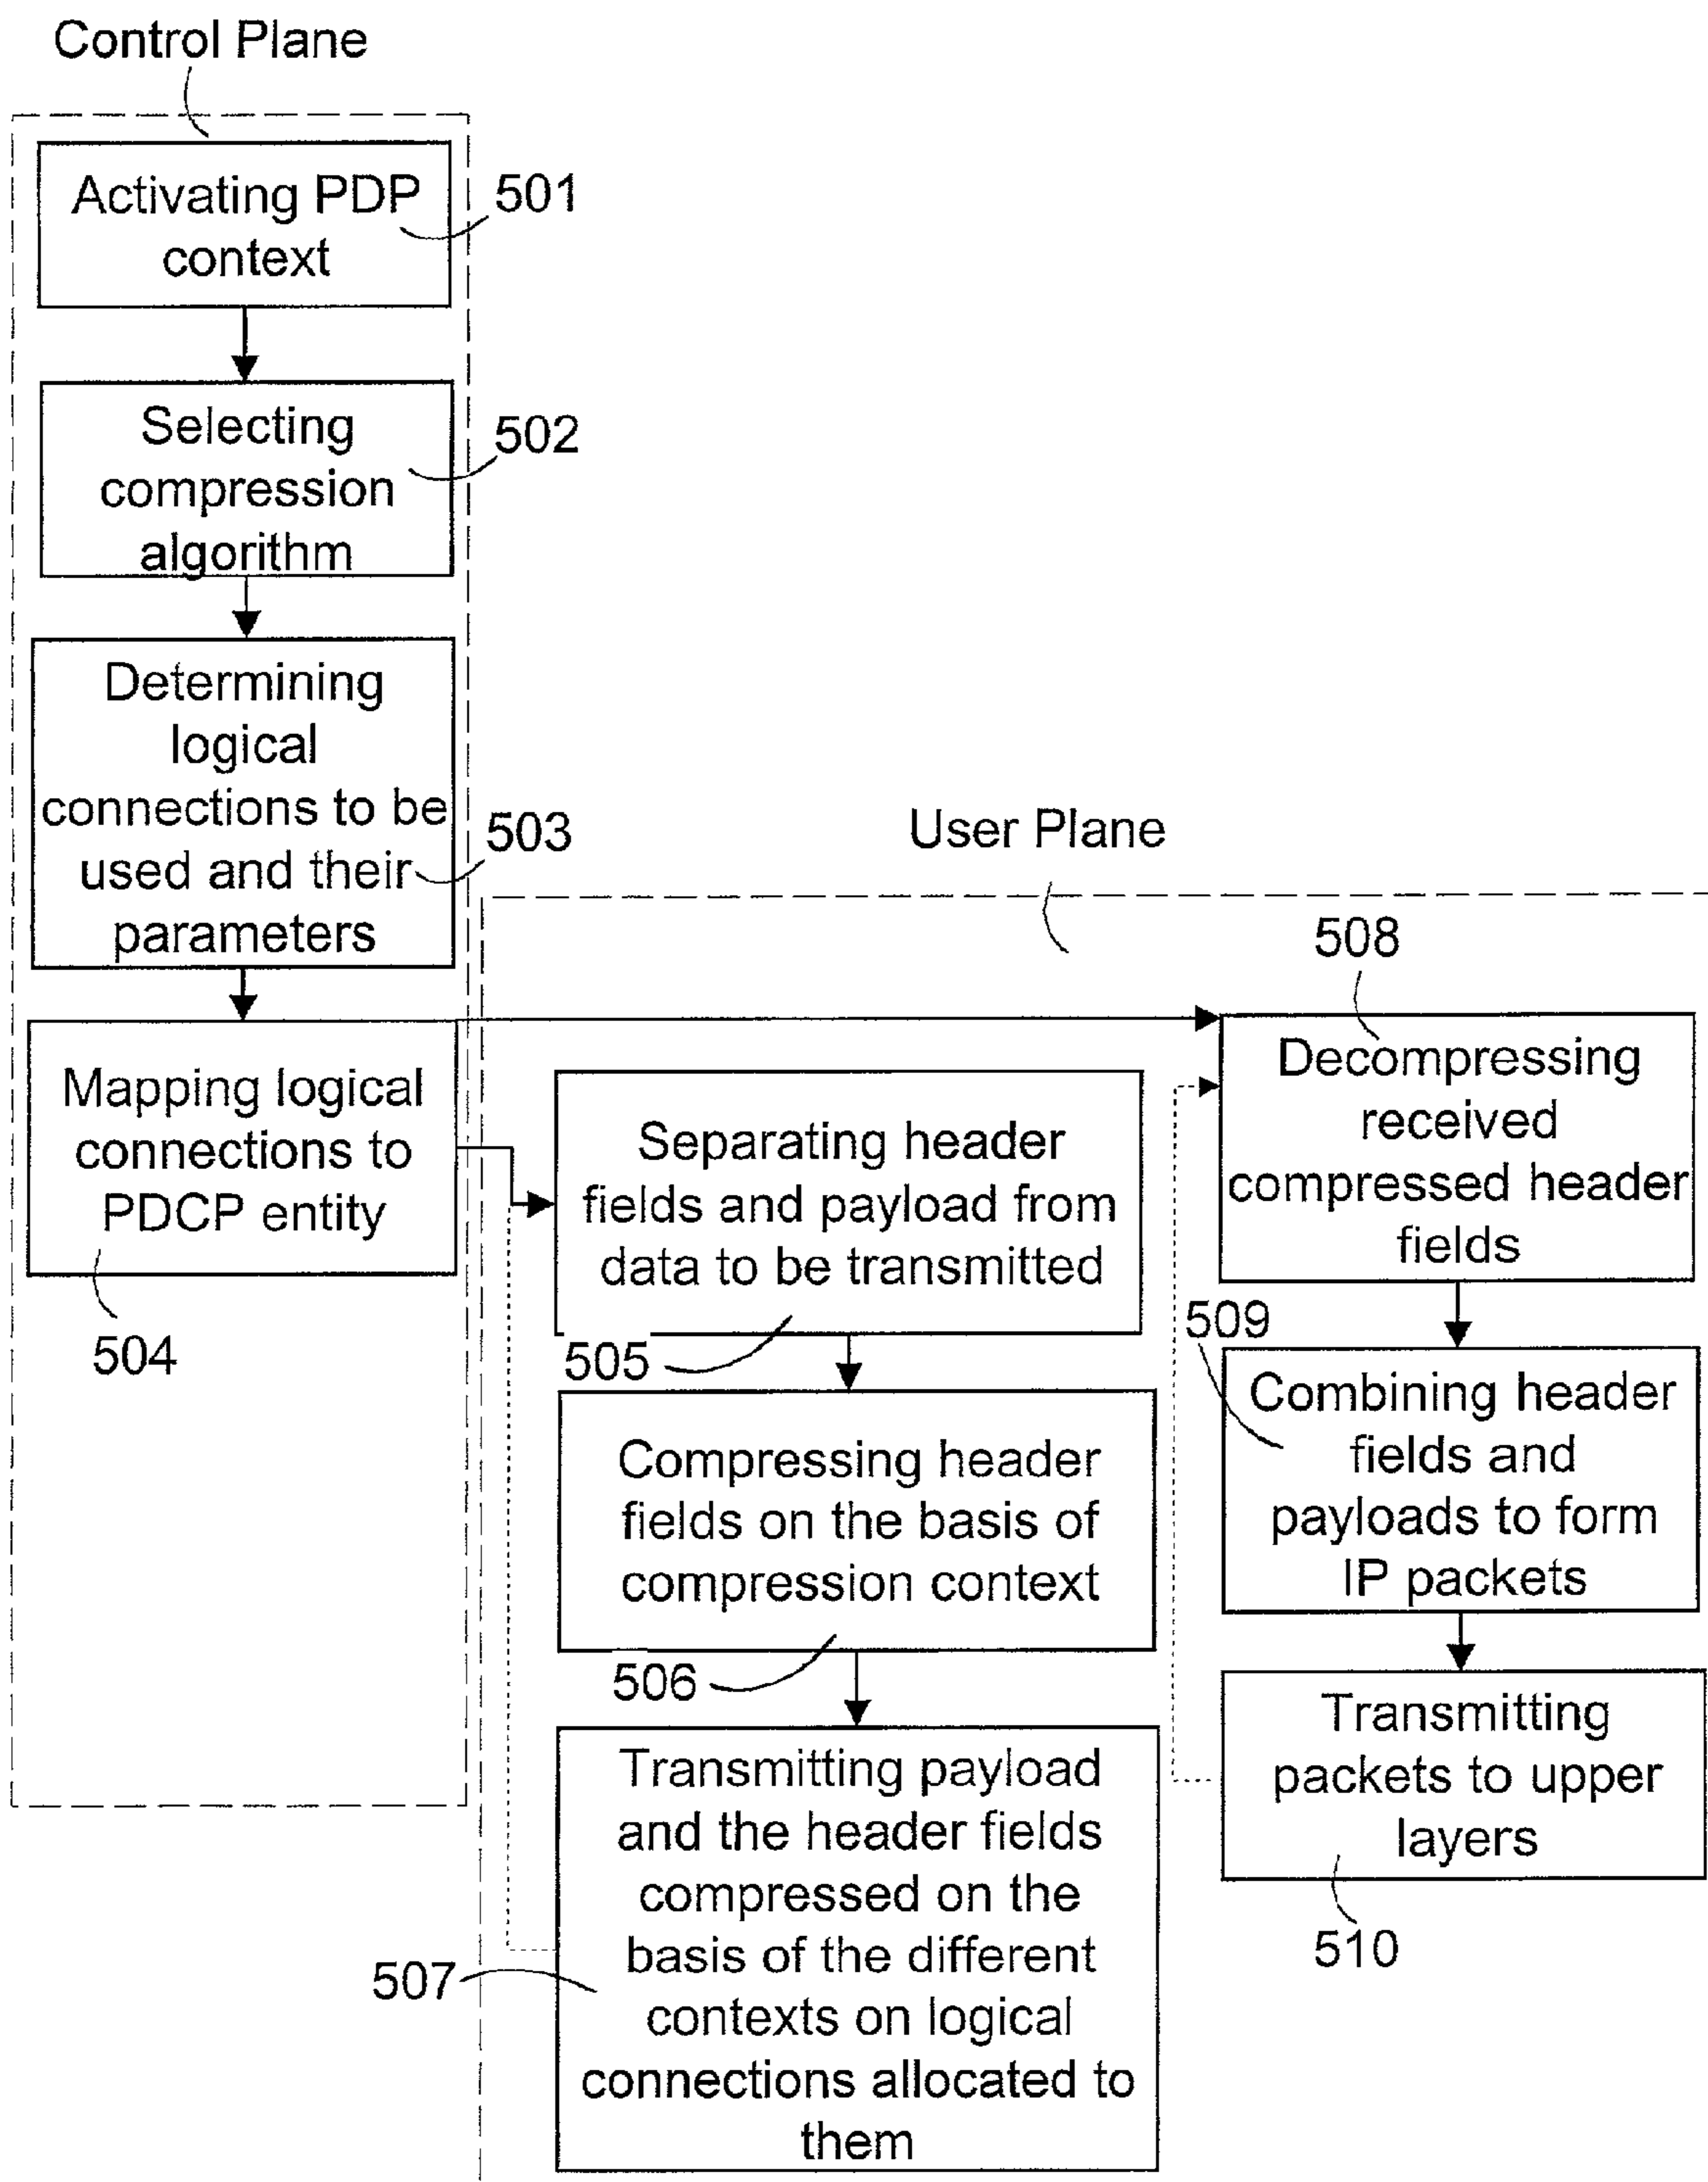 Control Plane
Activating PDP
context
501
Selecting
compression
algorithm
502
Determining
logical
connections to be
used and their
parameters
503
Mapping logical
connections to
PDCP entity
504
User Plane
Separating header
fields and payload from
data to be transmitted
505
Compressing header
fields on the basis of
compression context
506
Transmitting payload
and the header fields
compressed on the
basis of the different
contexts on logical
connections allocated to
them
507
508
Decompressing
received
compressed header
fields
509
Combining header
fields and
payloads to form
IP packets
Transmitting
packets to upper
layers
510